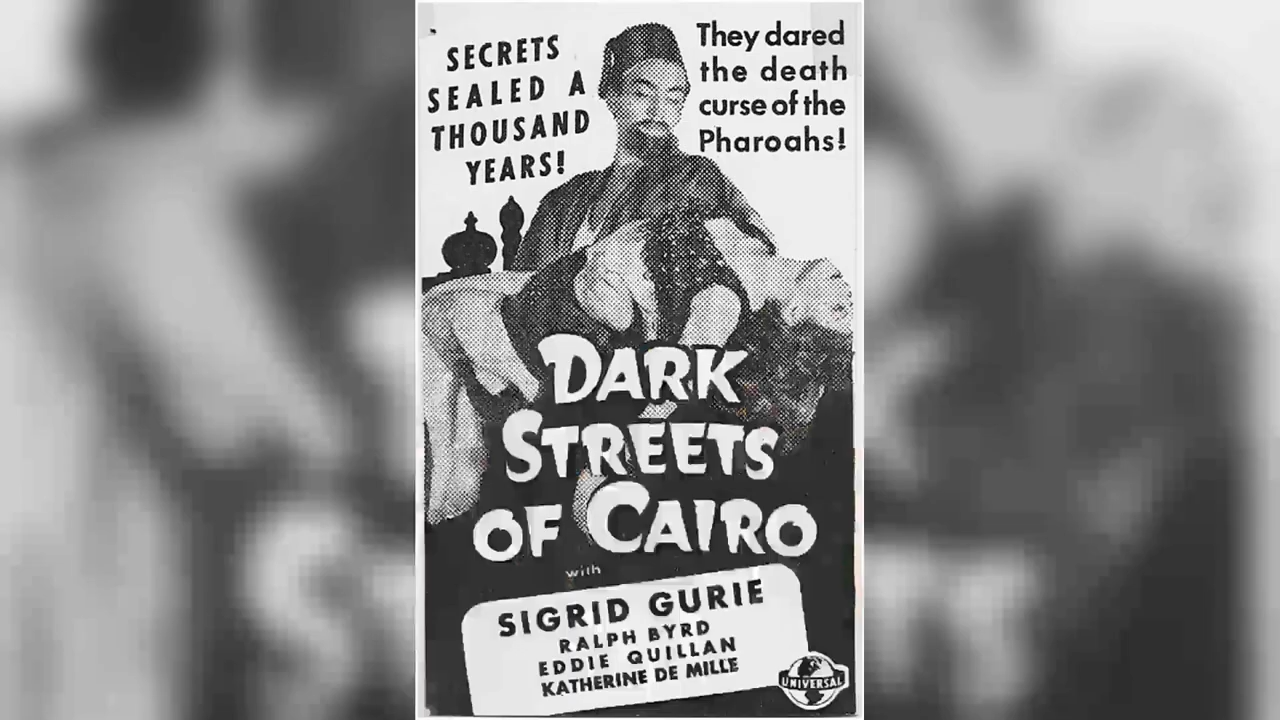 SECRETS
SEALED A
THOUSAND
YEARS!
They dared
the death
curse of the
Pharoahs!
DARK
STREETS
OF CAIRO
with
SIGRID GURIE
RALPH BYRD
EDDIE QUILLAN
KATHERINE DE MILLE
UNIVERSAL